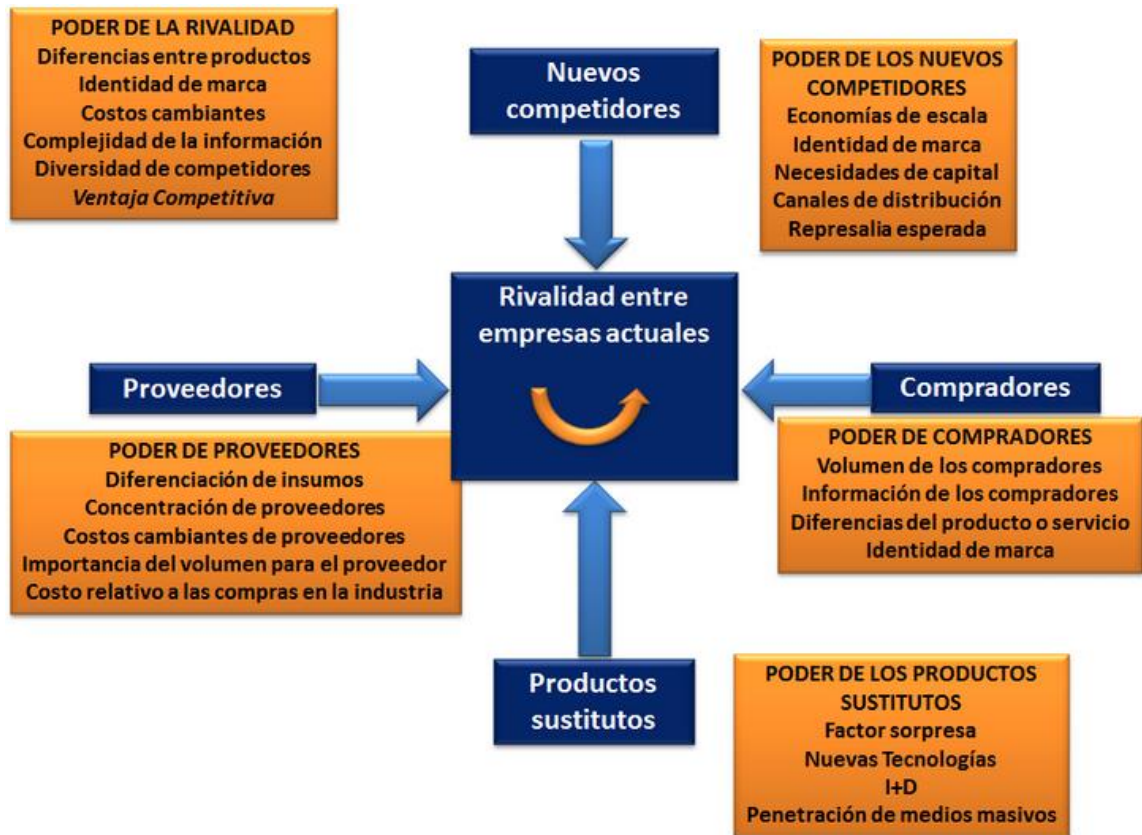 PODER DE LA RIVALIDAD
Diferencias entre productos
Identidad de marca
Costos cambiantes
Complejidad de la información
Diversidad de competidores
Ventaja Competitiva
Nuevos
competidores
PODER DE LOS NUEVOS
COMPETIDORES
Economías de escala
Identidad de marca
Necesidades de capital
Canales de distribución
Represalia esperada
Rivalidad entre
empresas actuales
Proveedores
Compradores
PODER DE PROVEEDORES
Diferenciación de insumos
Concentración de proveedores
Costos cambiantes de proveedores
Importancia del volumen para el proveedor
Costo relativo a las compras en la industria
PODER DE COMPRADORES
Volumen de los compradores
Información de los compradores
Diferencias del producto o servicio
Identidad de marca
Productos
sustitutos
PODER DE LOS PRODUCTOS
SUSTITUTOS
Factor sorpresa
Nuevas Tecnologías
I+D
Penetración de medios masivos